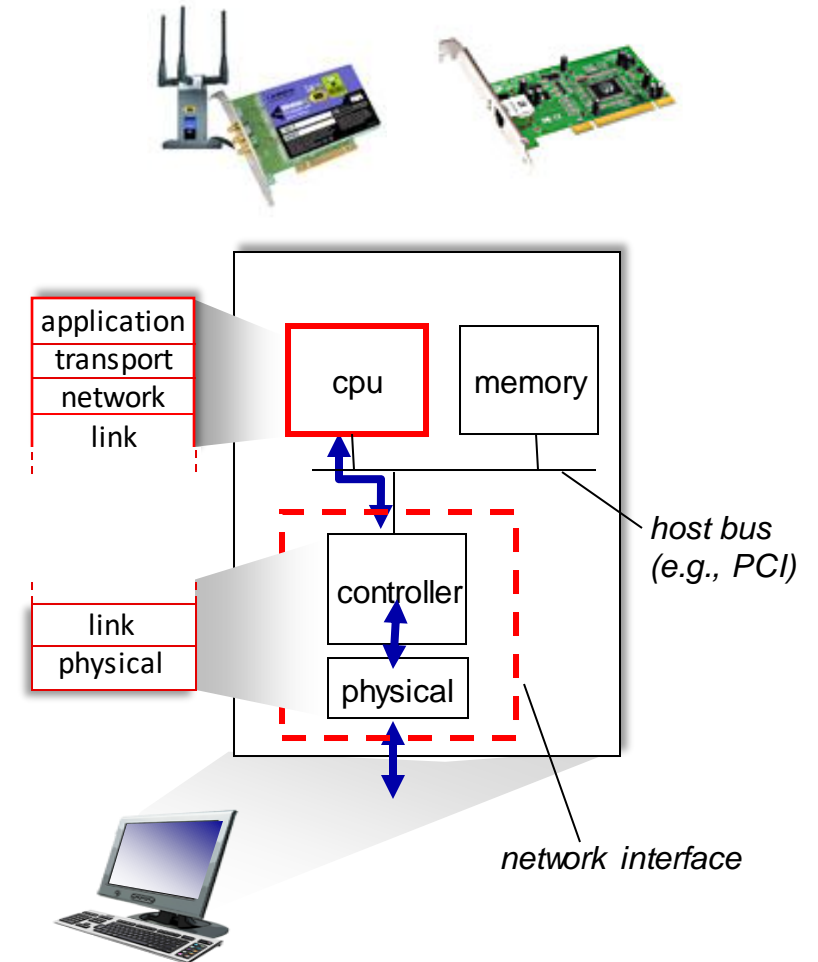 application
transport
network
link
cpu
memory
host bus
(e.g., PCI)
controller
link
physical
physical
network interface